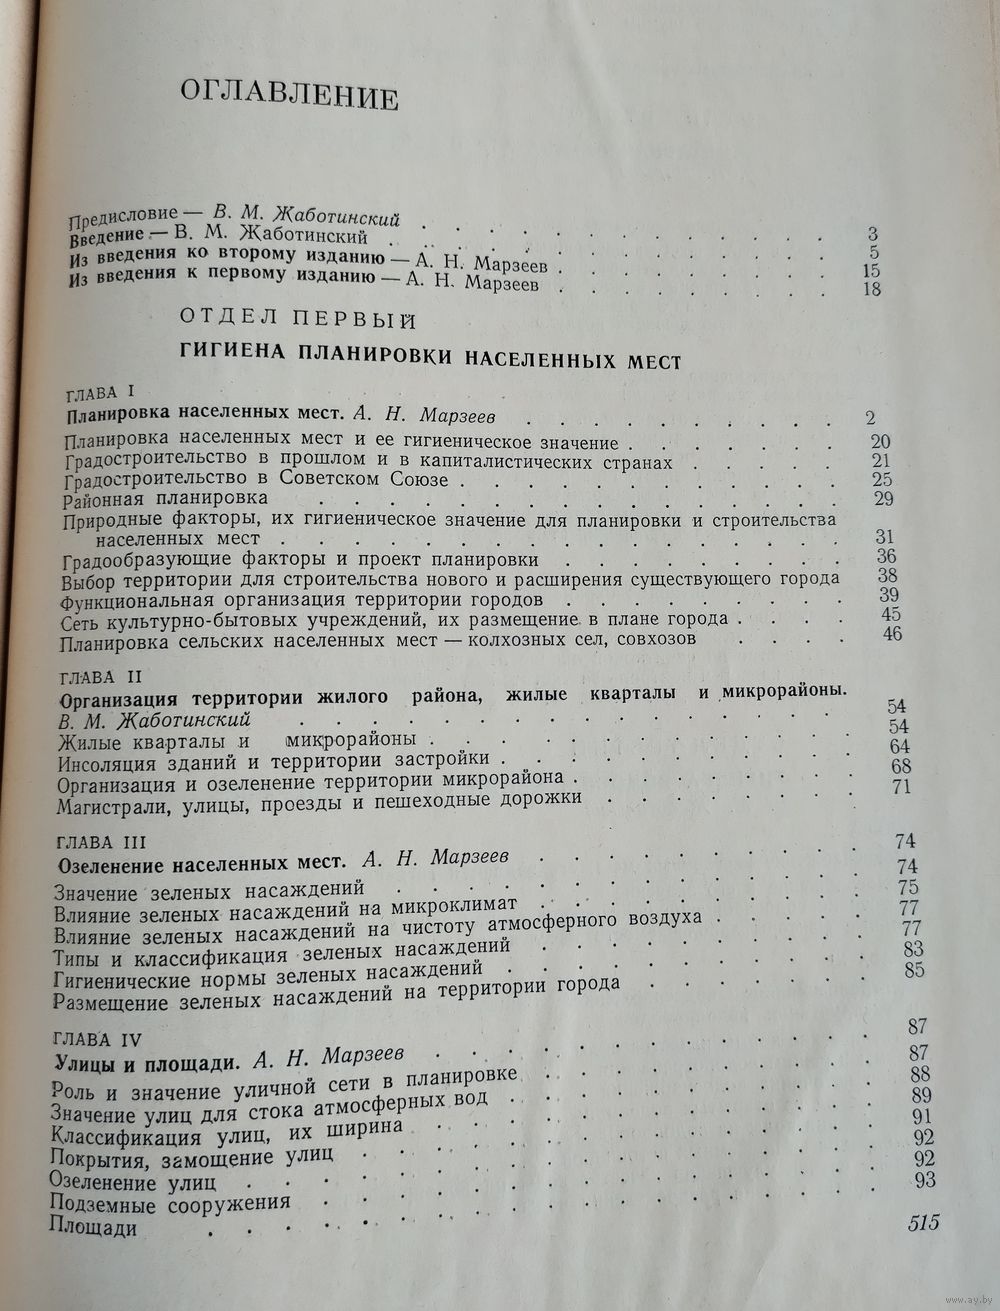 ОГЛАВЛЕНИЕ
Предисловие — В. М. Жаботинский . . . . . . . . . . . . 3
Введение — В. М. Жаботинский . . . . . . . . . . . . 5
Из введения ко второму изданию — А. Н. Марзеев . . . . . . . . . 15
Из введения к первому изданию — А. Н. Марзеев . . . . . . . . . 18
ОТДЕЛ ПЕРВЫЙ
ГИГИЕНА ПЛАНИРОВКИ НАСЕЛЕННЫХ МЕСТ
ГЛАВА I
Планировка населенных мест. А. Н. Марзеев . . . . . . . . . . 2
Планировка населенных мест и ее гигиеническое значение . . . . . . . 20
Градостроительство в прошлом и в капиталистических странах . . . . . 21
Градостроительство в Советском Союзе . . . . . . . . . . . 25
Районная планировка . . . . . . . . . . . . . . . 29
Природные факторы, их гигиеническое значение для планировки и строительства
населенных мест . . . . . . . . . . . . . . . . 31
Градообразующие факторы и проект планировки . . . . . . . . . 36
Выбор территории для строительства нового и расширения существующего города 38
Функциональная организация территории городов . . . . . . . . . 39
Сеть культурно-бытовых учреждений, их размещение в плане города . . . . 45
Планировка сельских населенных мест — колхозных сел, совхозов . . . . 46
ГЛАВА II
Организация территории жилого района, жилые кварталы и микрорайоны.
В. М. Жаботинский . . . . . . . . . . . . . . . 54
Жилые кварталы и микрорайоны . . . . . . . . . . . . 54
Инсоляция зданий и территории застройки . . . . . . . . . . 64
Организация и озеленение территории микрорайона . . . . . . . . 68
Магистрали, улицы, проезды и пешеходные дорожки . . . . . . . 71
ГЛАВА III
Озеленение населенных мест. А. Н. Марзеев . . . . . . . . . . 74
Значение зеленых насаждений . . . . . . . . . . . . . 74
Влияние зеленых насаждений на микроклимат . . . . . . . . . 75
Влияние зеленых насаждений на чистоту атмосферного воздуха . . . . . 77
Типы и классификация зеленых насаждений . . . . . . . . . 77
Гигиенические нормы зеленых насаждений . . . . . . . . . . 83
Размещение зеленых насаждений на территории города . . . . . . 85
ГЛАВА IV
Улицы и площади. А. Н. Марзеев . . . . . . . . . . . . 87
Роль и значение уличной сети в планировке . . . . . . . . . 87
Значение улиц для стока атмосферных вод . . . . . . . . . . 88
Классификация улиц, их ширина . . . . . . . . . . . . 89
Покрытия, замощение улиц . . . . . . . . . . . . . . 91
Озеленение улиц . . . . . . . . . . . . . . . . 92
Подземные сооружения . . . . . . . . . . . . . . 92
Площади . . . . . . . . . . . . . . . . . 93
515
www.ay.by